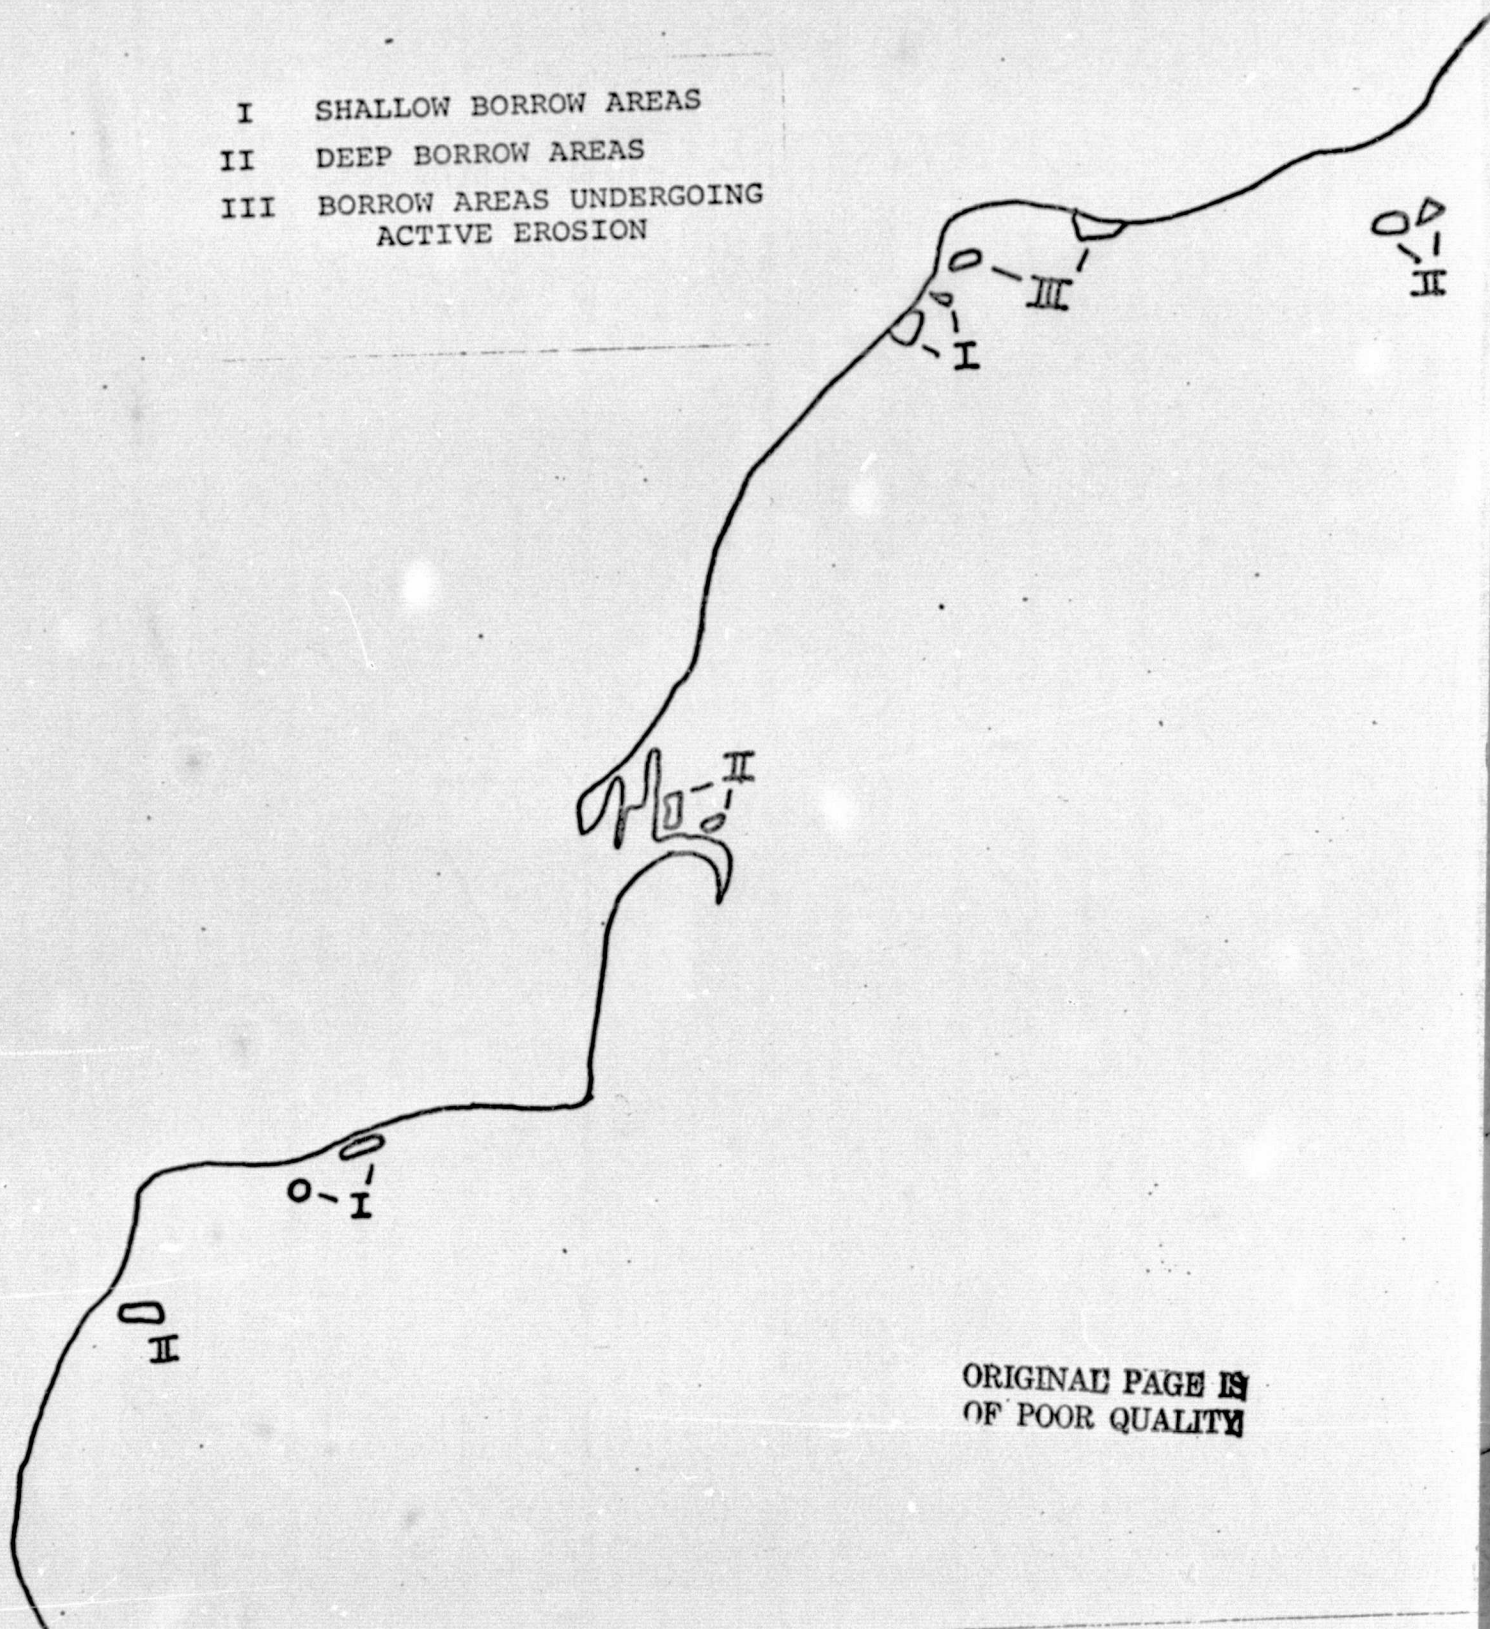 I SHALLOW BORROW AREAS
II DEEP BORROW AREAS
III BORROW AREAS UNDERGOING
ACTIVE EROSION
II
III
I
II
I
II
ORIGINAL PAGE IS
OF POOR QUALITY